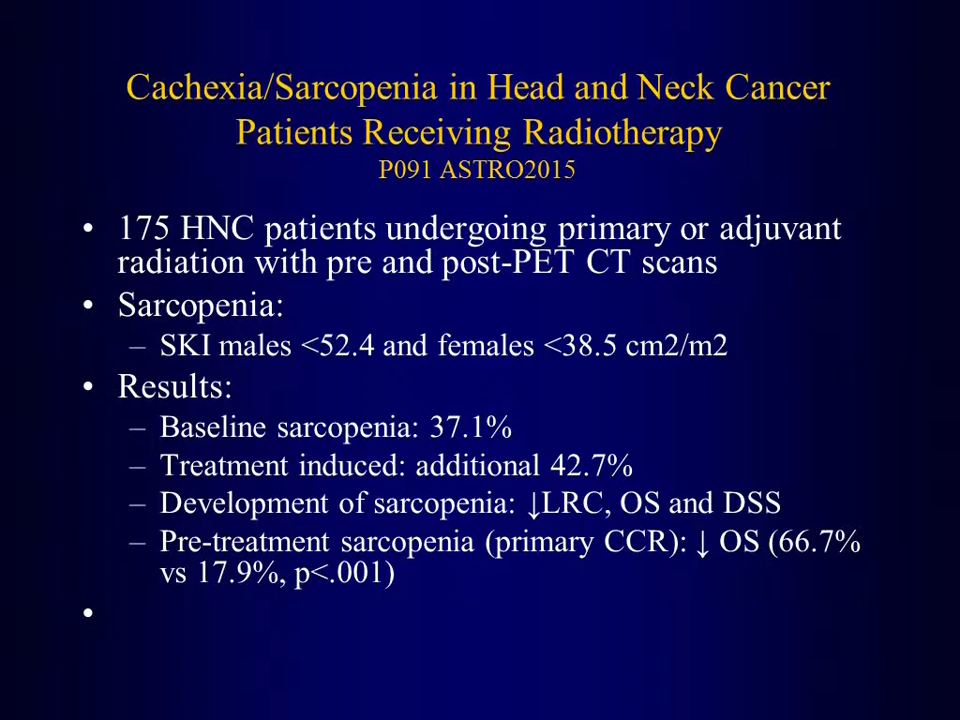 Cachexia/Sarcopenia in Head and Neck Cancer
Patients Receiving Radiotherapy
P091 ASTRO2015
• 175 HNC patients undergoing primary or adjuvant
radiation with pre and post-PET CT scans
• Sarcopenia:
– SKI males <52.4 and females <38.5 cm2/m2
• Results:
– Baseline sarcopenia: 37.1%
– Treatment induced: additional 42.7%
– Development of sarcopenia: ↓LRC, OS and DSS
– Pre-treatment sarcopenia (primary CCR): ↓ OS (66.7%
vs 17.9%, p<.001)
•